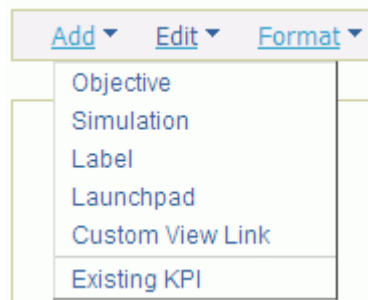 Add Edit Format
Objective
Simulation
Label
Launchpad
Custom View Link
Existing KPI